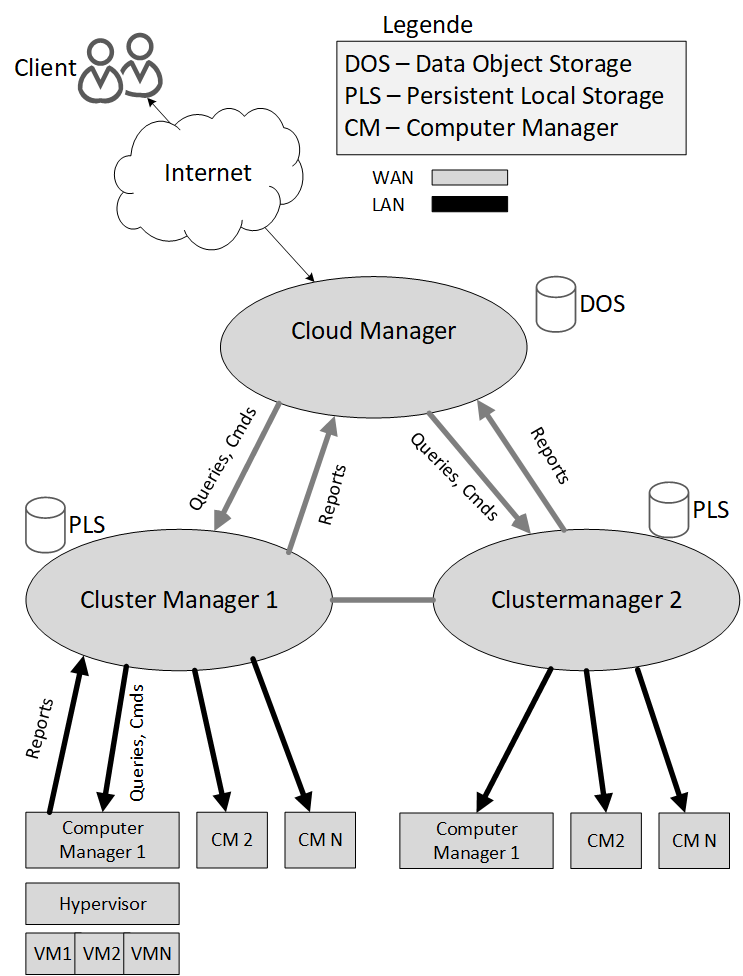 Legende
DOS – Data Object Storage
PLS – Persistent Local Storage
CM – Computer Manager
WAN
LAN
Client
Internet
Cloud Manager
DOS
Queries, Cmds
Reports
Queries, Cmds
Reports
PLS
PLS
Cluster Manager 1
Clustermanager 2
Reports
Queries, Cmds
Computer
Manager 1
CM 2
CM N
Computer
Manager 1
CM2
CM N
Hypervisor
VM1
VM2
VMN